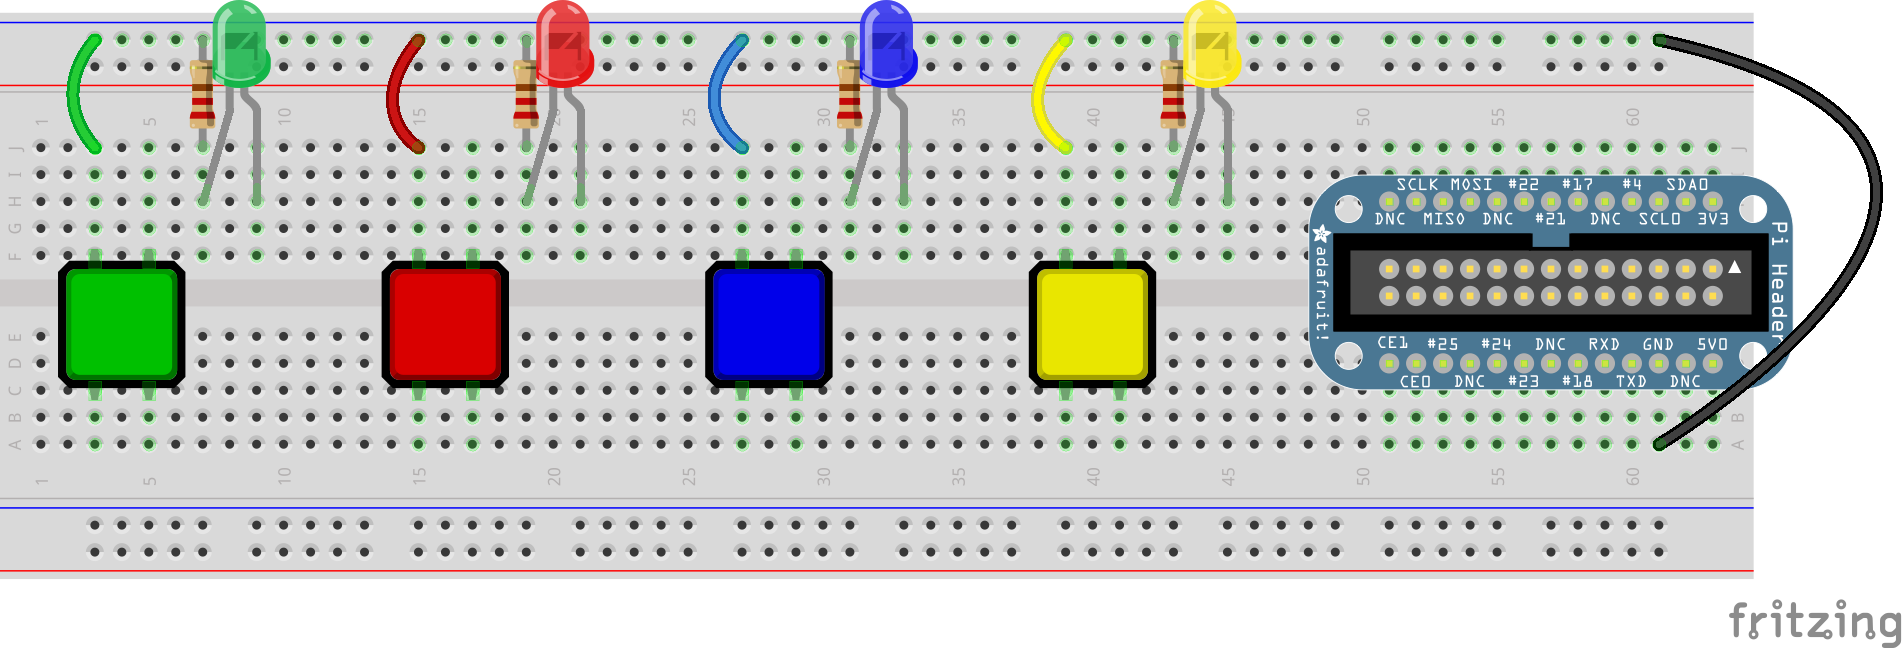 1 5 10 15 20 25 30 35 40 45 50 55 60
J J
I
H
G
F
SCLK MOSI #22 #17 #4 SDA0
DNC MISO DNC #21 DNC SCL0 3V3
adafruit!
Pi Header
E
D
C
B B
A A
CE1 #25 #24 DNC RXD GND 5V0
CE0 DNC #23 #18 TXD DNC
1 5 10 15 20 25 30 35 40 45 50 55 60
fritzing